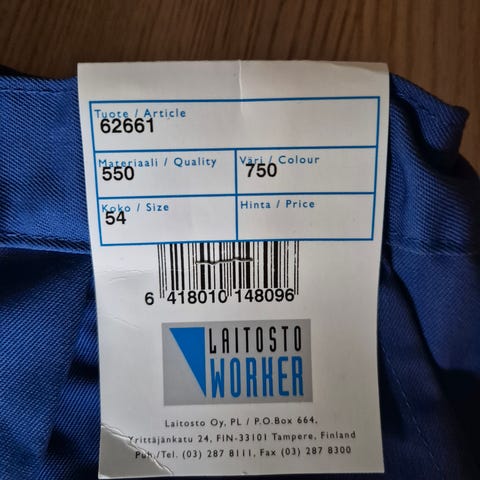 Tuote / Article
62661
Materiaali / Quality
550
Väri / Colour
750
Koko / Size
54
Hinta / Price
6 418010 148096
LAITOSTO
WORKER
Laitosto Oy, PL / P.O.Box 664,
Yrittäjänkatu 24, FIN-33101 Tampere, Finland
Puh./Tel. (03) 287 8111, Fax (03) 287 8300